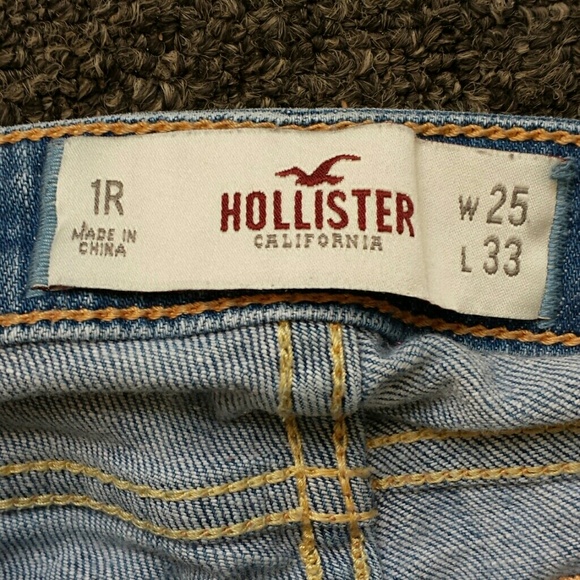 1R
MADE IN
CHINA
HOLLISTER
CALIFORNIA
W 25
L 33